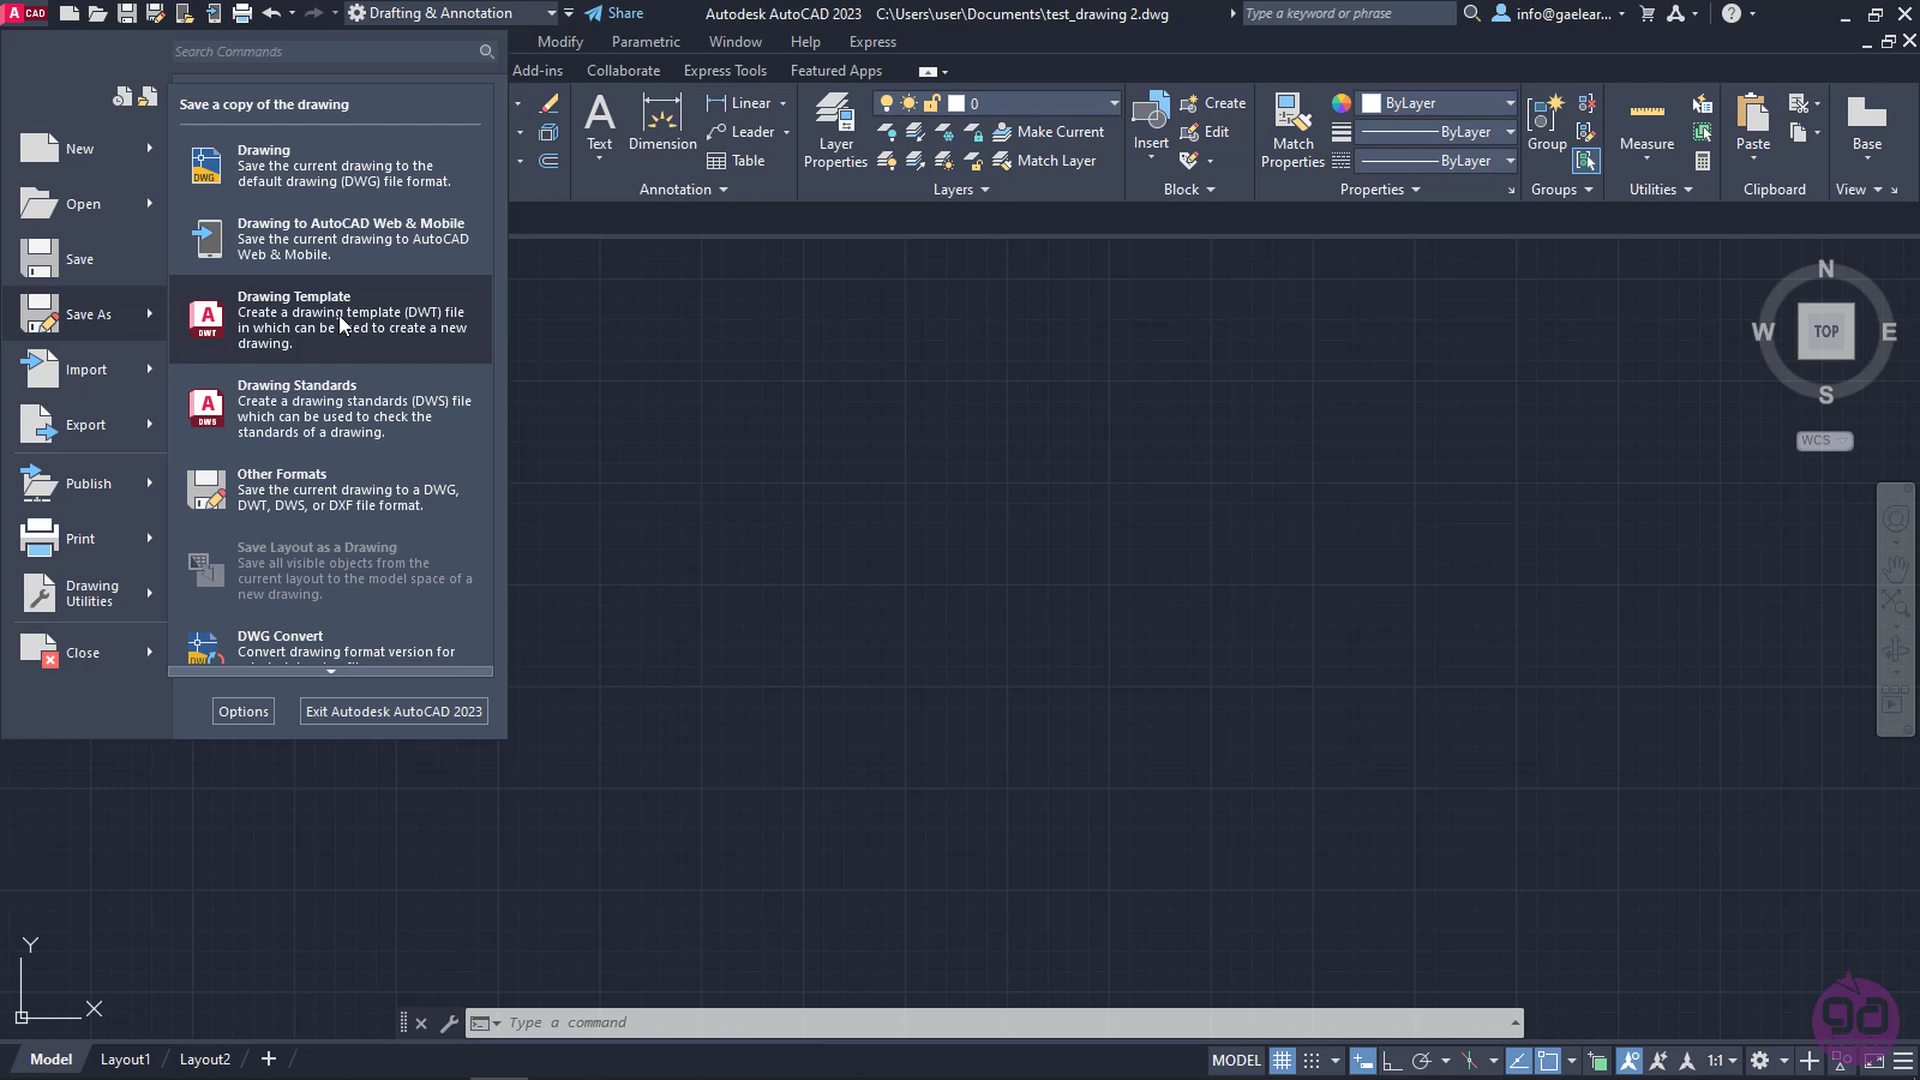 CAD
Drafting & Annotation
Share
Autodesk AutoCAD 2023 C:\Users\user\Documents\test_drawing 2.dwg
Type a keyword or phrase
info@gaelear...
Search Commands
Modify
Parametric
Window
Help
Express
Add-ins
Collaborate
Express Tools
Featured Apps
Save a copy of the drawing
New
Open
Save
Save As
Import
Export
Publish
Print
Drawing
Utilities
Close
Drawing
Save the current drawing to the
default drawing (DWG) file format.
Drawing to AutoCAD Web & Mobile
Save the current drawing to AutoCAD
Web & Mobile.
Drawing Template
Create a drawing template (DWT) file
in which can be used to create a new
drawing.
Drawing Standards
Create a drawing standards (DWS) file
which can be used to check the
standards of a drawing.
Other Formats
Save the current drawing to a DWG,
DWT, DWS, or DXF file format.
Save Layout as a Drawing
Save all visible objects from the
current layout to the model space of a
new drawing.
DWG Convert
Convert drawing format version for
DWG
A
DWT
A
DWS
Options
Exit Autodesk AutoCAD 2023
Text
Dimension
Linear
Leader
Table
Annotation
Layer
Properties
0
Make Current
Match Layer
Layers
Insert
Create
Edit
Block
Match
Properties
ByLayer
ByLayer
ByLayer
Properties
Group
Groups
Measure
Utilities
Paste
Clipboard
Base
View
N
W
TOP
E
S
WCS
Y
X
Type a command
Model
Layout1
Layout2
MODEL
1:1
ga